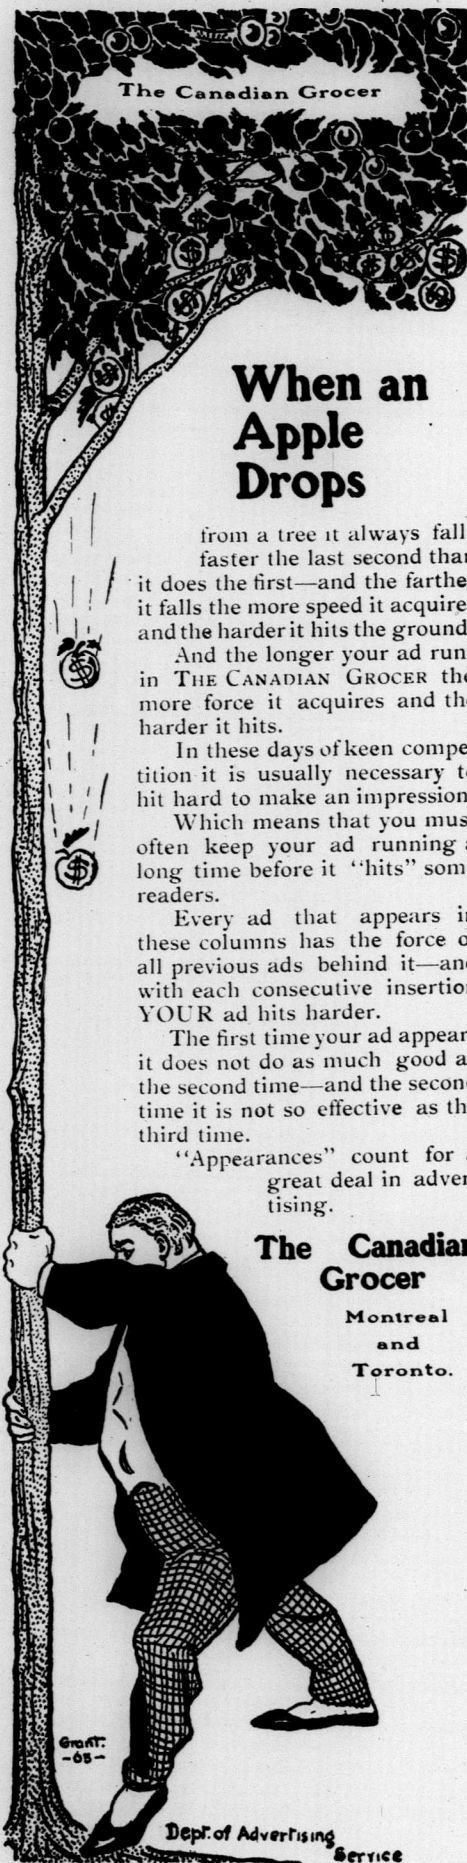 The Canadian Grocer
When an
Apple
Drops
from a tree it always fall
faster the last second than
it does the first—and the farthe
it falls the more speed it acquire
and the harder it hits the ground
And the longer your ad run
in THE CANADIAN GROCER the
more force it acquires and the
harder it hits.
In these days of keen compe
tition it is usually necessary t
hit hard to make an impression
Which means that you mus
often keep your ad running a
long time before it "hits" som
readers.
Every ad that appears in
these columns has the force o
all previous ads behind it—and
with each consecutive insertion
YOUR ad hits harder.
The first time your ad appear
it does not do as much good a
the second time—and the second
time it is not so effective as th
third time.
"Appearances" count for a
great deal in adver
tising.
The Canadian
Grocer
Montreal
and
Toronto.
Grant.
-65-
Dept. of Advertising
Service